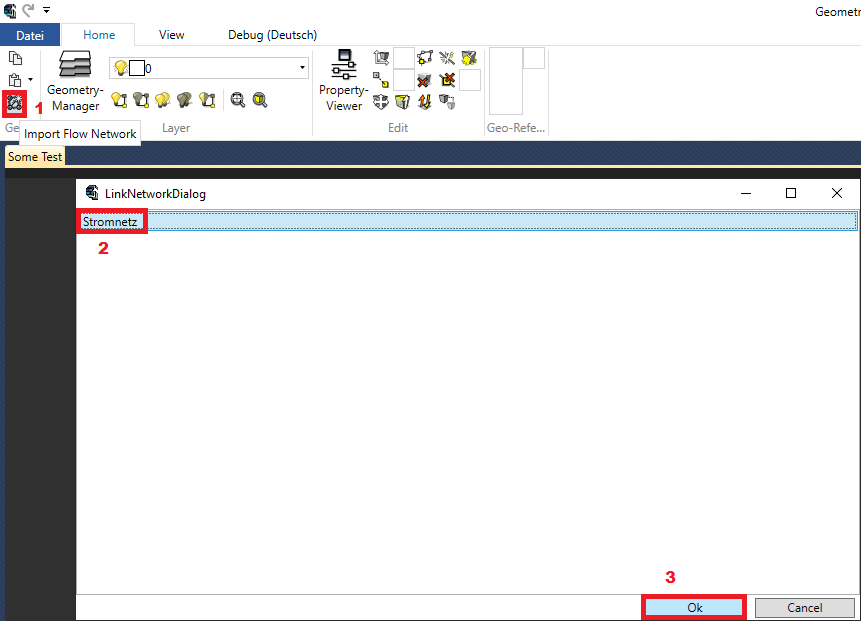 Geometr
Datei Home View Debug (Deutsch)
0
Geometry-
Manager
Property-
Viewer
1
Ge
Layer
Edit
Geo-Refe...
Import Flow Network
Some Test
LinkNetworkDialog
Stromnetz
2
3
Ok Cancel